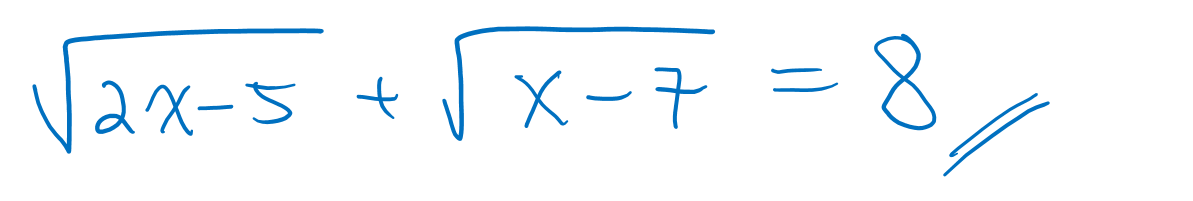 √(2x-5) + √(x-7) = 8